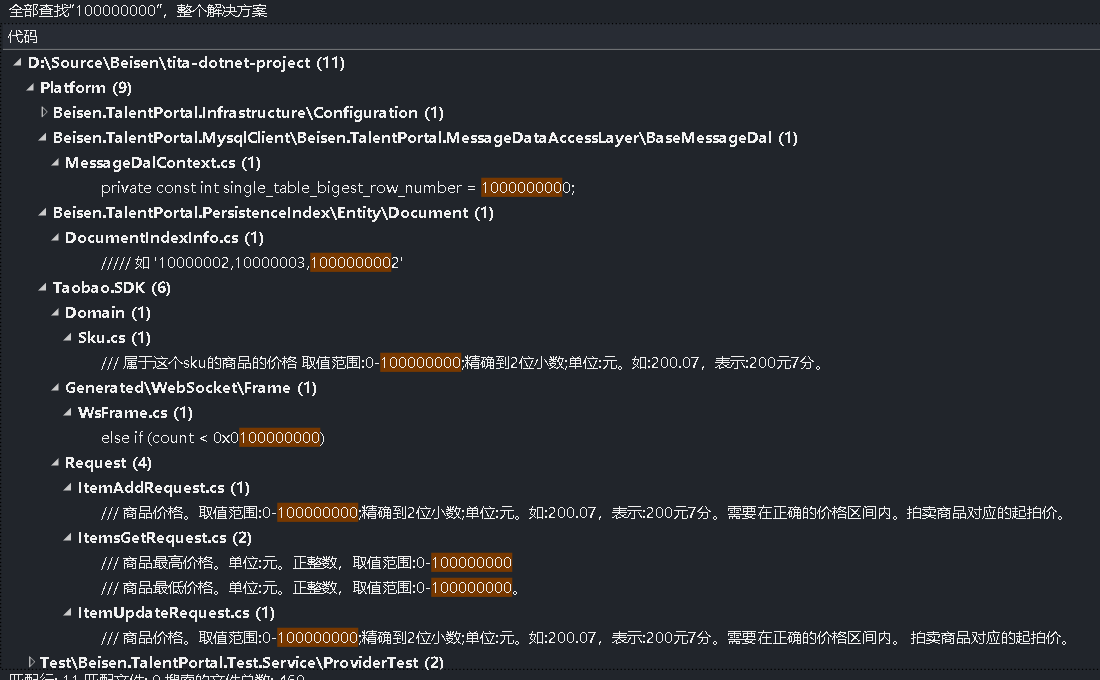 全部查找"100000000"，整个解决方案
代码
D:\Source\Beisen\tita-dotnet-project (11)
Platform (9)
Beisen.TalentPortal.Infrastructure\Configuration (1)
Beisen.TalentPortal.MysqlClient\Beisen.TalentPortal.MessageDataAccessLayer\BaseMessageDal (1)
MessageDalContext.cs (1)
private const int single_table_bigest_row_number = 1000000000;
Beisen.TalentPortal.PersistenceIndex\Entity\Document (1)
DocumentIndexInfo.cs (1)
///// 如 '10000002,10000003,1000000002'
Taobao.SDK (6)
Domain (1)
Sku.cs (1)
/// 属于这个sku的商品的价格 取值范围:0-100000000;精确到2位小数;单位:元。如:200.07，表示:200元7分。
Generated\WebSocket\Frame (1)
WsFrame.cs (1)
else if (count < 0x0100000000)
Request (4)
ItemAddRequest.cs (1)
/// 商品价格。取值范围:0-100000000;精确到2位小数;单位:元。如:200.07，表示:200元7分。需要在正确的价格区间内。拍卖商品对应的起拍价。
ItemsGetRequest.cs (2)
/// 商品最高价格。单位:元。正整数，取值范围:0-100000000
/// 商品最低价格。单位:元。正整数，取值范围:0-100000000。
ItemUpdateRequest.cs (1)
/// 商品价格。取值范围:0-100000000;精确到2位小数;单位:元。如:200.07，表示:200元7分。需要在正确的价格区间内。 拍卖商品对应的起拍价。
Test\Beisen.TalentPortal.Test.Service\ProviderTest (2)